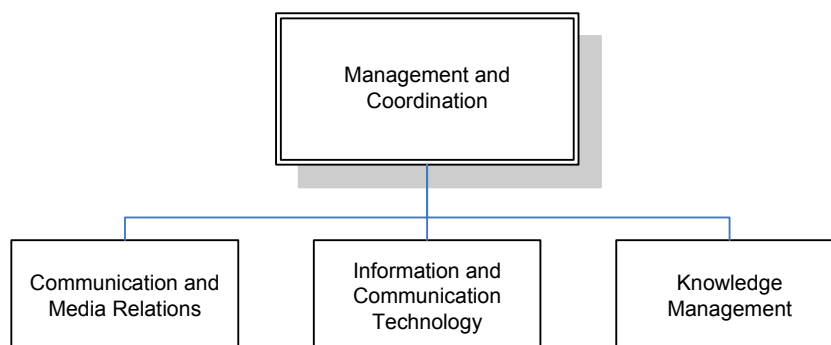 Management and
Coordination
Communication and
Media Relations
Information and
Communication
Technology
Knowledge
Management